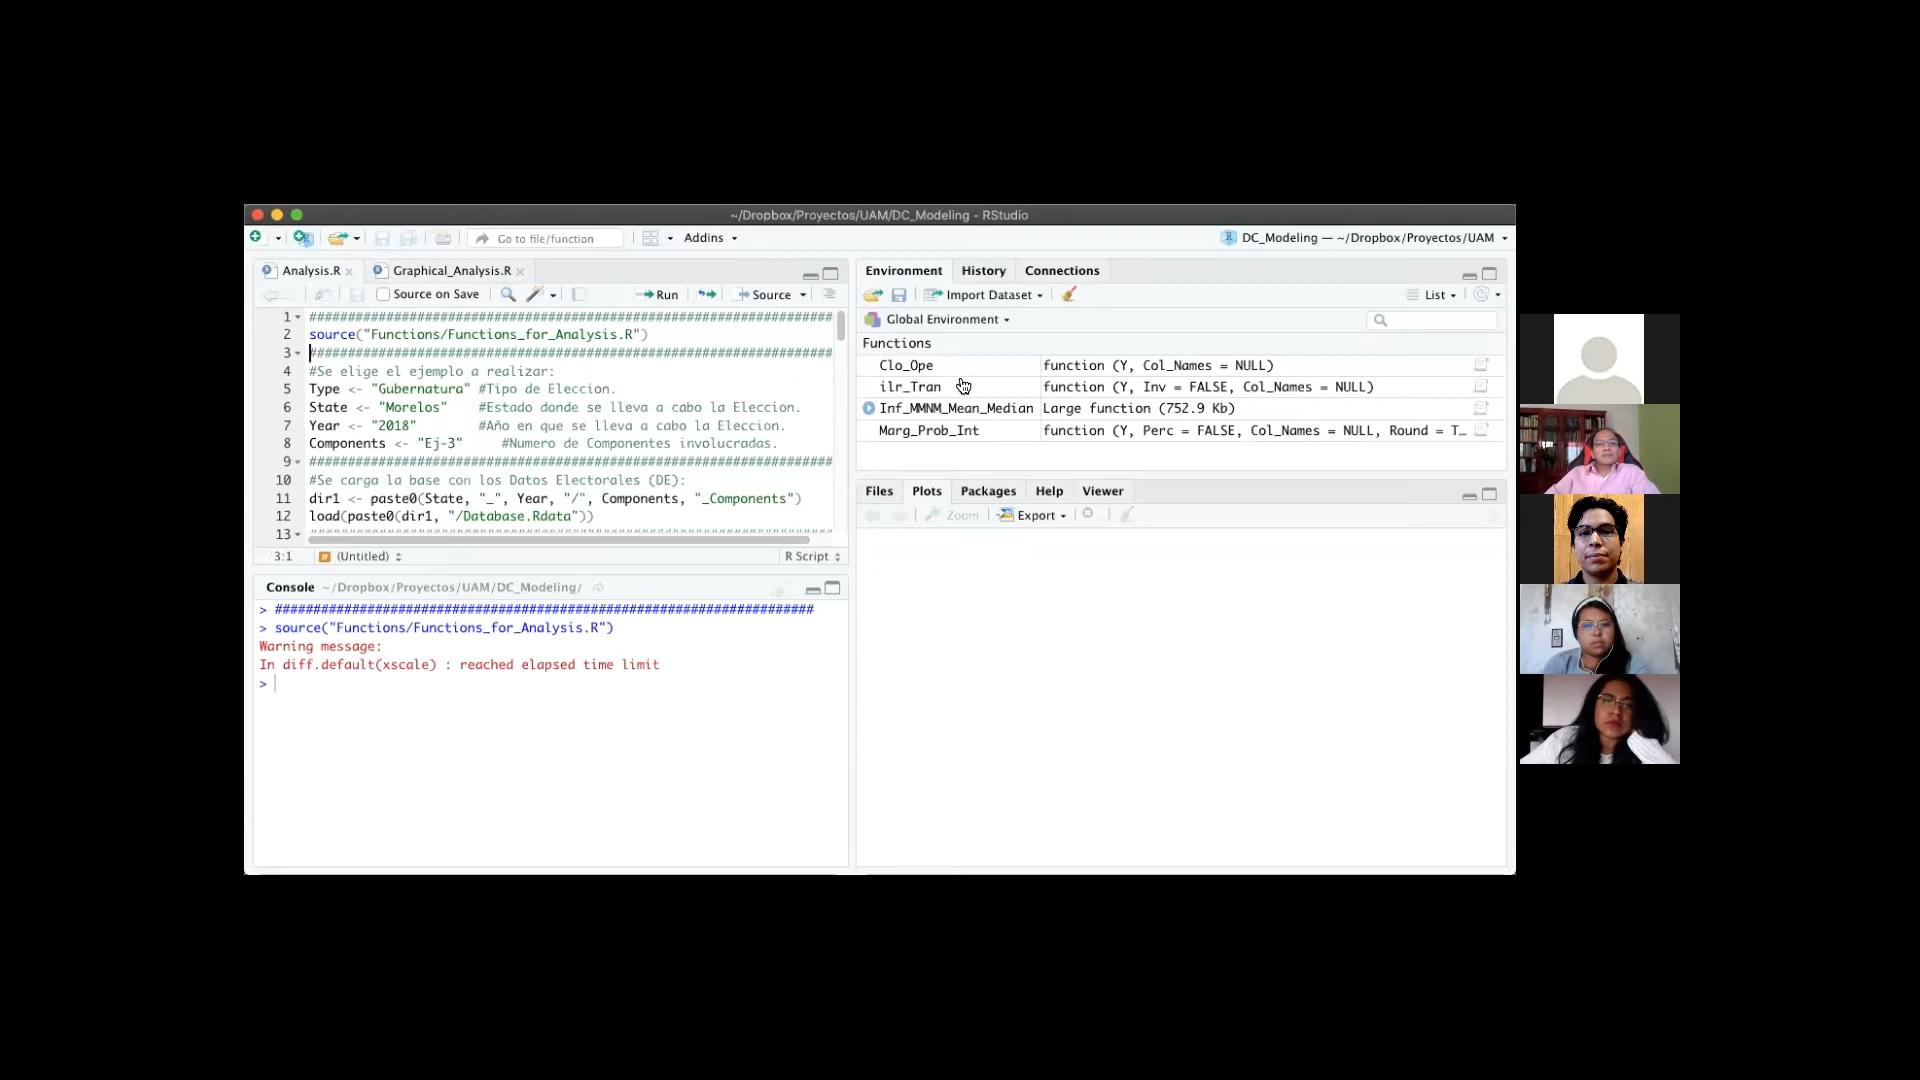 ~/Dropbox/Proyectos/UAM/DC_Modeling - RStudio
Go to file/function
Addins
DC_Modeling — ~/Dropbox/Proyectos/UAM
Analysis.R
Graphical_Analysis.R
Source on Save
Run
Source
1 ####################################################################
2 source("Functions/Functions_for_Analysis.R")
3 ####################################################################
4 #Se elige el ejemplo a realizar:
5 Type <- "Gubernatura" #Tipo de Eleccion.
6 State <- "Morelos" #Estado donde se lleva a cabo la Eleccion.
7 Year <- "2018" #Año en que se lleva a cabo la Eleccion.
8 Components <- "Ej-3" #Numero de Componentes involucradas.
9 ####################################################################
10 #Se carga la base con los Datos Electorales (DE):
11 dir1 <- paste0(State, "_", Year, "/", Components, "_Components")
12 load(paste0(dir1, "/Database.Rdata"))
13 ####################################################################
3:1
# (Untitled)
R Script
Console ~/Dropbox/Proyectos/UAM/DC_Modeling/
> ######################################################################
> source("Functions/Functions_for_Analysis.R")
Warning message:
In diff.default(xscale) : reached elapsed time limit
>
Environment
History
Connections
Import Dataset
List
Global Environment
Functions
Clo_Ope function (Y, Col_Names = NULL)
ilr_Tran function (Y, Inv = FALSE, Col_Names = NULL)
Inf_MMNM_Mean_Median Large function (752.9 Kb)
Marg_Prob_Int function (Y, Perc = FALSE, Col_Names = NULL, Round = T…
Files
Plots
Packages
Help
Viewer
Zoom
Export